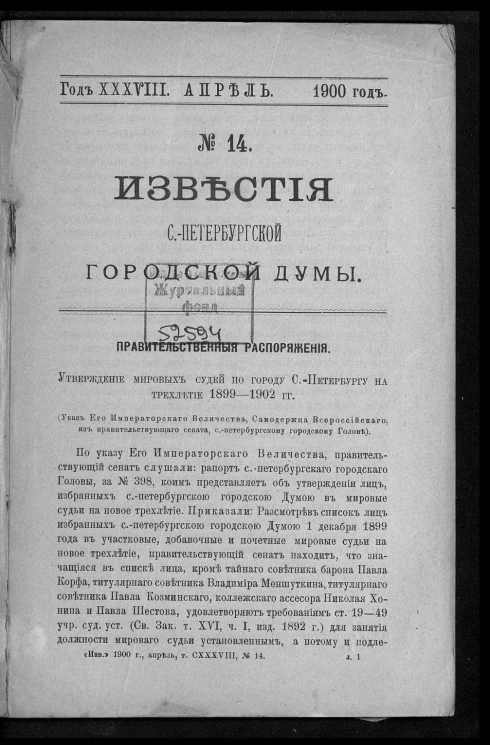 Годъ XXXVIII. АПРѢЛЬ. 1900 годъ.
№ 14.
ИЗВѢСТІЯ
С.-ПЕТЕРБУРГСКОЙ
ГОРОДСКОЙ ДУМЫ.
Журнальный
фонд
52594
ПРАВИТЕЛЬСТВЕННЫЯ РАСПОРЯЖЕНІЯ.
Утвержденіе мировыхъ судей по городу С.-Петербургу на
трехлѣтіе 1899—1902 гг.
(Указъ Его Императорскаго Величества, Самодержца Всероссійскаго,
изъ правительствующаго сената, с.-петербургскому городскому Головѣ).
По указу Его Императорскаго Величества, правитель-
ствующій сенатъ слушали: рапортъ с.-петербургскаго городскаго
Головы, за № 398, коимъ представляетъ объ утвержденіи лицъ,
избранныхъ с.-петербургскою городскою Думою въ мировые
судьи на новое трехлѣтіе. Приказали: Разсмотрѣвъ списокъ лицъ
избранныхъ с.-петербургскою городскою Думою 1 декабря 1899
года въ участковые, добавочные и почетные мировые судьи на
новое трехлѣтіе, правительствующій сенатъ находитъ, что зна-
чащіяся въ спискѣ лица, кромѣ тайнаго совѣтника барона Павла
Корфа, титулярнаго совѣтника Владиміра Меншуткина, титулярнаго
совѣтника Павла Козминскаго, коллежскаго ассесора Николая Хо-
нина и Павла Шестова, удовлетворяютъ требованіямъ ст. 19—49
учр. суд. уст. (Св. Зак. т. XVI, ч. I, изд. 1892 г.) для занятія
должности мироваго судьи установленнымъ, а потому и подле-
«Изв.» 1900 г., апрѣль, т. CXXXVIII, № 14. л. 1